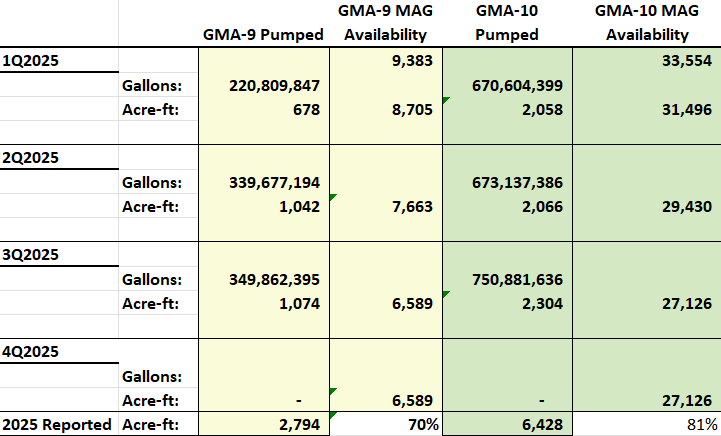 GMA-9 Pumped GMA-9 MAG Availability GMA-10 Pumped GMA-10 MAG Availability
1Q2025 9,383 33,554
Gallons: 220,809,847 670,604,399
Acre-ft: 678 8,705 2,058 31,496
2Q2025
Gallons: 339,677,194 673,137,386
Acre-ft: 1,042 7,663 2,066 29,430
3Q2025
Gallons: 349,862,395 750,881,636
Acre-ft: 1,074 6,589 2,304 27,126
4Q2025
Gallons:
Acre-ft: - 6,589 - 27,126
2025 Reported Acre-ft: 2,794 70% 6,428 81%